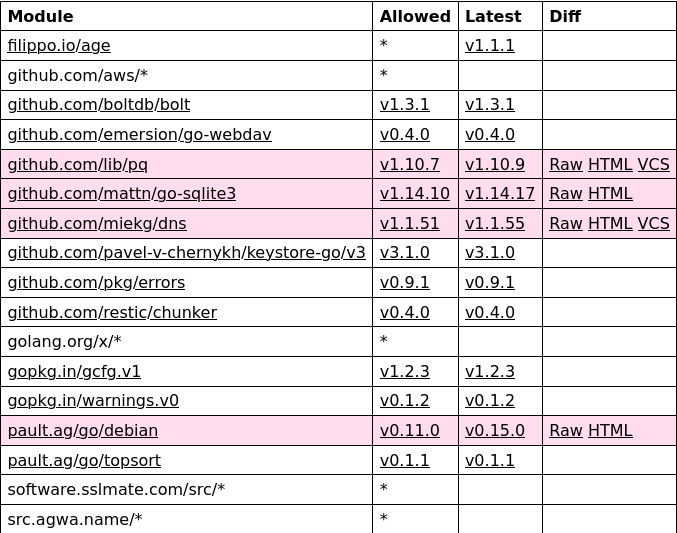 Module Allowed Latest Diff
filippo.io/age * v1.1.1
github.com/aws/* *
github.com/boltdb/bolt v1.3.1 v1.3.1
github.com/emersion/go-webdav v0.4.0 v0.4.0
github.com/lib/pq v1.10.7 v1.10.9 Raw HTML VCS
github.com/mattn/go-sqlite3 v1.14.10 v1.14.17 Raw HTML
github.com/miekg/dns v1.1.51 v1.1.55 Raw HTML VCS
github.com/pavel-v-chernykh/keystore-go/v3 v3.1.0 v3.1.0
github.com/pkg/errors v0.9.1 v0.9.1
github.com/restic/chunker v0.4.0 v0.4.0
golang.org/x/* *
gopkg.in/gcfg.v1 v1.2.3 v1.2.3
gopkg.in/warnings.v0 v0.1.2 v0.1.2
pault.ag/go/debian v0.11.0 v0.15.0 Raw HTML
pault.ag/go/topsort v0.1.1 v0.1.1
software.sslmate.com/src/* *
src.agwa.name/* *